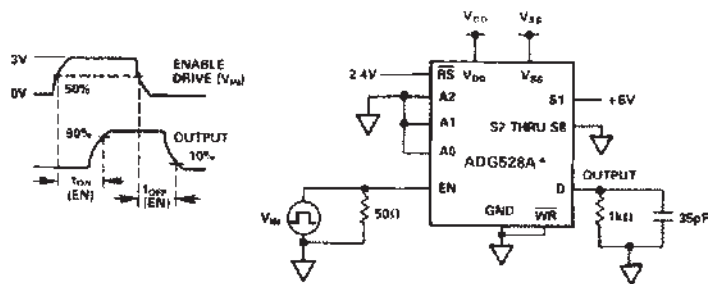 3V
0V
50%
ENABLE
DRIVE (VIN)
90%
OUTPUT
10%
tON
(EN)
tOFF
(EN)
VDD
VSS
2.4V
RS
VDD
VSS
A2
A1
A0
S1
+5V
S2 THRU S8
ADG528A*
EN
D
OUTPUT
VIN
50Ω
GND
WR
1kΩ
35pF